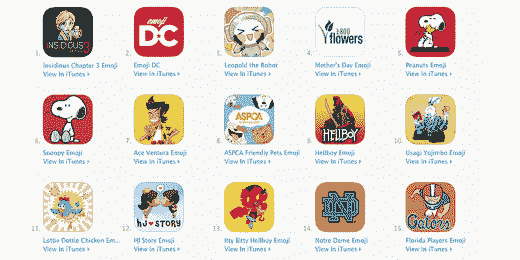 INSIDIOUS 3
emoji
DC
1-800
flowers
1.
2.
3.
4.
5.
Insidious Chapter 3 Emoji
Emoji DC
Leopold the Robot
Mother's Day Emoji
Peanuts Emoji
View In iTunes ›
View In iTunes ›
View In iTunes ›
View In iTunes ›
View In iTunes ›
ASPCA
HELLBOY
6.
7.
8.
9.
10.
Snoopy Emoji
Ace Ventura Emoji
ASPCA Friendly Pets Emoji
Hellboy Emoji
Usagi Yojimbo Emoji
View In iTunes ›
View In iTunes ›
View In iTunes ›
View In iTunes ›
View In iTunes ›
HJ ♥ STORY
ND
Gators
11.
12.
13.
14.
15.
Lottie Dottie Chicken Em...
HJ Story Emoji
Itty Bitty Hellboy Emoji
Notre Dame Emoji
Florida Players Emoji
View In iTunes ›
View In iTunes ›
View In iTunes ›
View In iTunes ›
View In iTunes ›